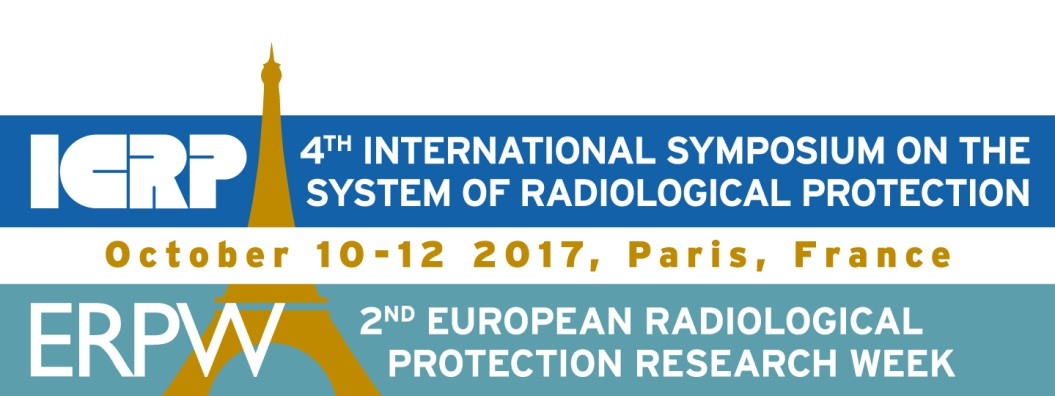 ICRP
4TH INTERNATIONAL SYMPOSIUM ON THE
SYSTEM OF RADIOLOGICAL PROTECTION
October 10-12 2017, Paris, France
ERPW
2ND EUROPEAN RADIOLOGICAL
PROTECTION RESEARCH WEEK